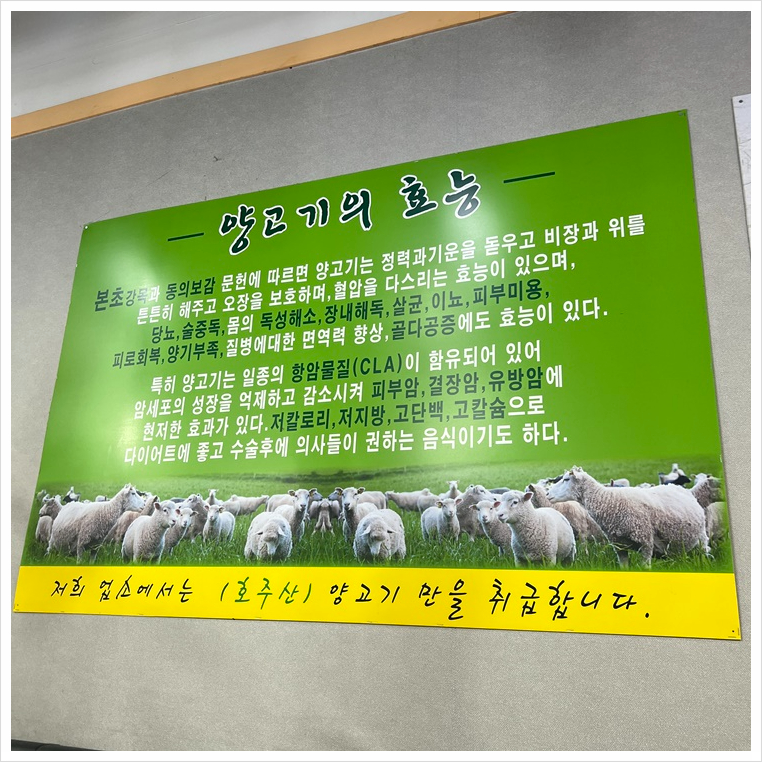 양고기의 효능
본초강목과 동의보감 문헌에 따르면 양고기는 정력과기운을 돋우고 비장과 위를
튼튼히 해주고 오장을 보호하며,혈압을 다스리는 효능이 있으며,
당뇨,술중독,몸의 독성해소,장내해독,살균,이뇨,피부미용,
피로회복,양기부족,질병에대한 면역력 향상,골다공증에도 효능이 있다.
특히 양고기는 일종의 항암물질(CLA)이 함유되어 있어
암세포의 성장을 억제하고 감소시켜 피부암,결장암,유방암에
현저한 효과가 있다.저칼로리,저지방,고단백,고칼슘으로
다이어트에 좋고 수술후에 의사들이 권하는 음식이기도 하다.
저희 업소에서는 (호주산) 양고기 만을 취급합니다.